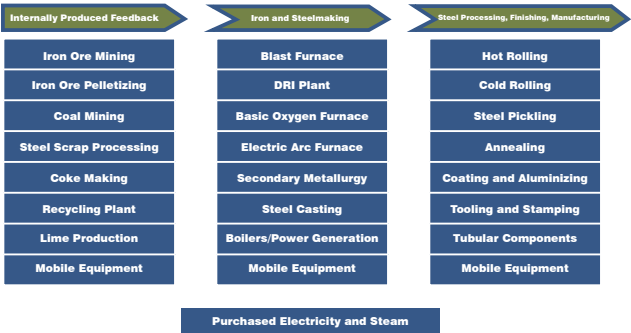 Internally Produced Feedback
Iron and Steelmaking
Steel Processing, Finishing, Manufacturing
Iron Ore Mining
Blast Furnace
Hot Rolling
Iron Ore Pelletizing
DRI Plant
Cold Rolling
Coal Mining
Basic Oxygen Furnace
Steel Pickling
Steel Scrap Processing
Electric Arc Furnace
Annealing
Coke Making
Secondary Metallurgy
Coating and Aluminizing
Recycling Plant
Steel Casting
Tooling and Stamping
Lime Production
Boilers/Power Generation
Tubular Components
Mobile Equipment
Mobile Equipment
Mobile Equipment
Purchased Electricity and Steam